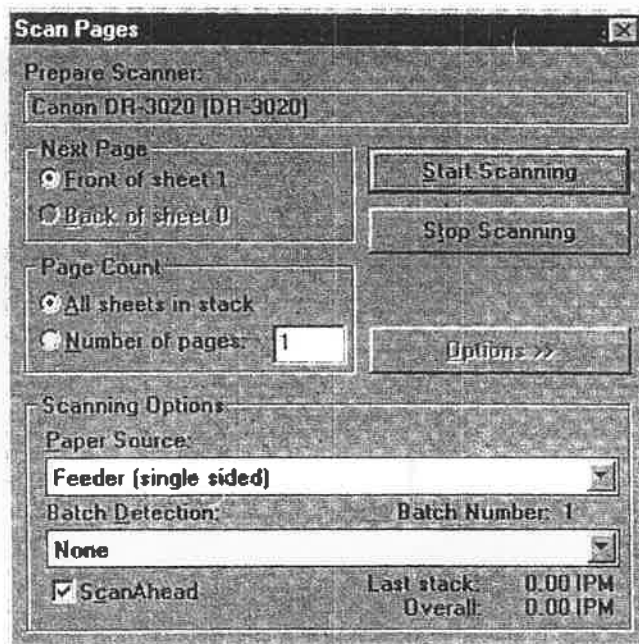 Scan Pages
Prepare Scanner:
Canon DR-3020 (DR-3020)
Next Page
Front of sheet 1
Back of sheet 0
Start Scanning
Stop Scanning
Page Count
All sheets in stack
Number of pages: 1
Options >>
Scanning Options
Paper Source:
Feeder (single sided)
Batch Detection: Batch Number: 1
None
ScanAhead
Last stack: 0.00 IPM
Overall: 0.00 IPM